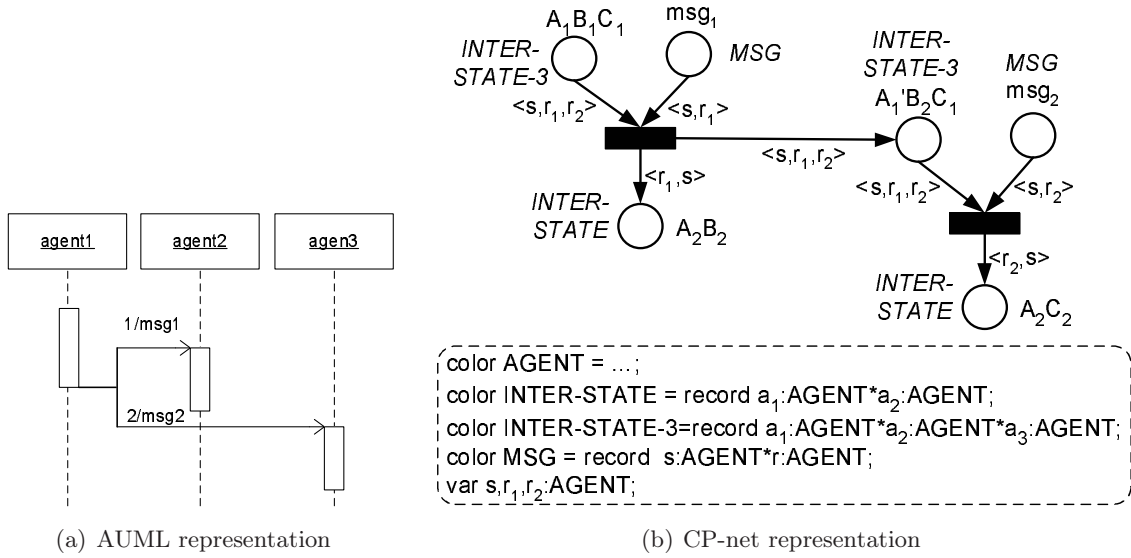 agent1
agent2
agen3
1/msg1
2/msg2
(a) AUML representation
A₁B₁C₁
msg₁
INTER-
STATE-3
MSG
<s,r₁,r₂>
<s,r₁>
<s,r₁,r₂>
<r₁,s>
INTER-
STATE
A₂B₂
INTER-
STATE-3
A₁'B₂C₁
MSG
msg₂
<s,r₁,r₂>
<s,r₂>
<r₂,s>
INTER-
STATE
A₂C₂
color AGENT = ...;
color INTER-STATE = record a₁:AGENT*a₂:AGENT;
color INTER-STATE-3=record a₁:AGENT*a₂:AGENT*a₃:AGENT;
color MSG = record s:AGENT*r:AGENT;
var s,r₁,r₂:AGENT;
(b) CP-net representation